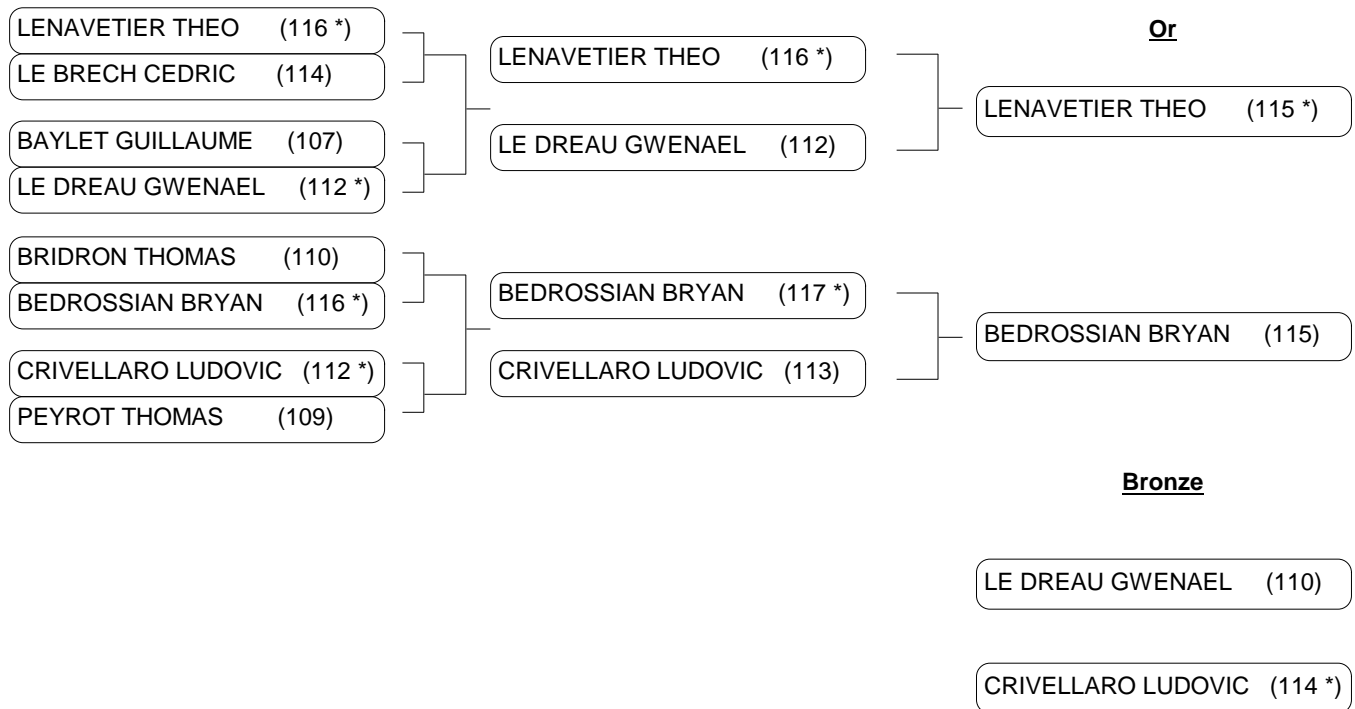 LENAVETIER THEO (116 *)
LE BRECH CEDRIC (114)
BAYLET GUILLAUME (107)
LE DREAU GWENAEL (112 *)
BRIDRON THOMAS (110)
BEDROSSIAN BRYAN (116 *)
CRIVELLARO LUDOVIC (112 *)
PEYROT THOMAS (109)
LENAVETIER THEO (116 *)
LE DREAU GWENAEL (112)
BEDROSSIAN BRYAN (117 *)
CRIVELLARO LUDOVIC (113)
Or
LENAVETIER THEO (115 *)
BEDROSSIAN BRYAN (115)
Bronze
LE DREAU GWENAEL (110)
CRIVELLARO LUDOVIC (114 *)